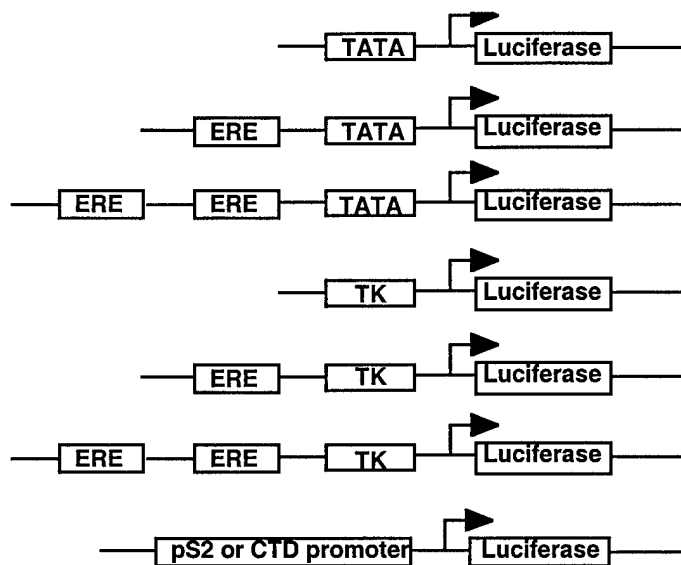 TATA Luciferase
ERE TATA Luciferase
ERE ERE TATA Luciferase
TK Luciferase
ERE TK Luciferase
ERE ERE TK Luciferase
pS2 or CTD promoter Luciferase